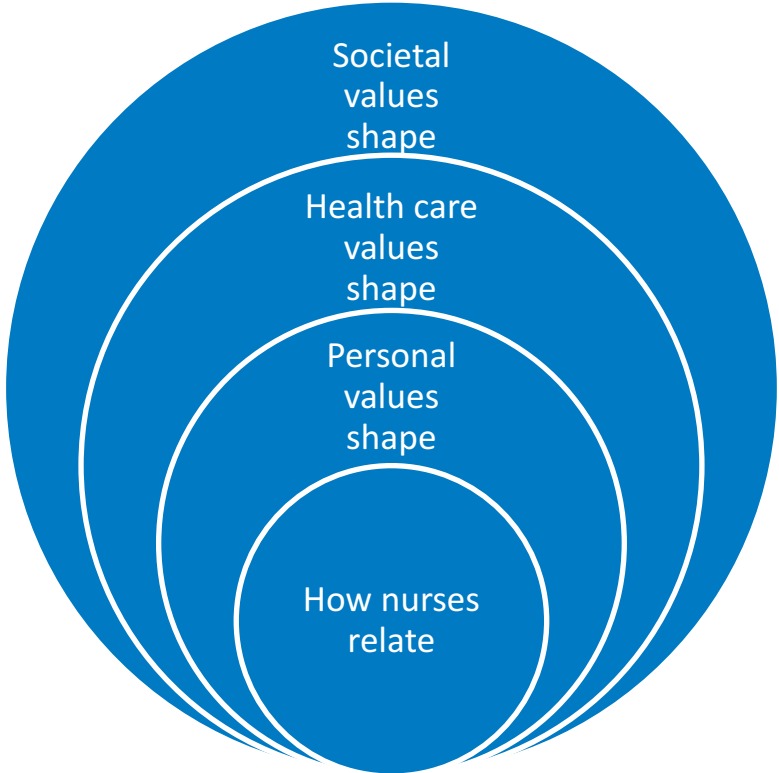 Societal
values
shape
Health care
values
shape
Personal
values
shape
How nurses
relate